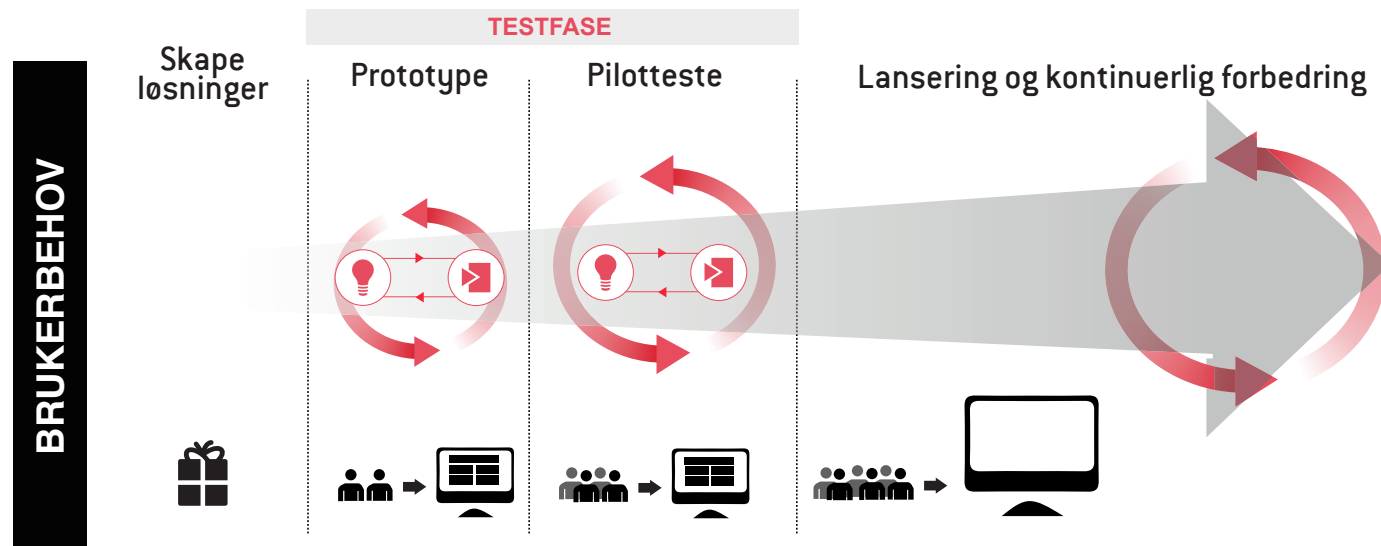 TESTFASE
Skape
løsninger
Prototype
Pilotteste
Lansering og kontinuerlig forbedring
BRUKERBEHOV